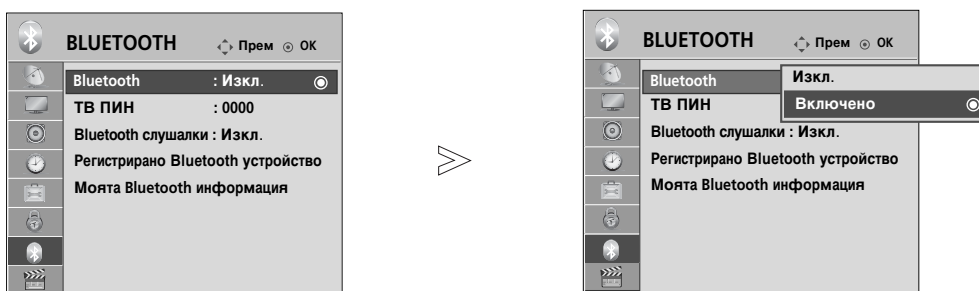 BLUETOOTH Прем OK
Bluetooth : Изкл.
ТВ ПИН : 0000
Bluetooth слушалки : Изкл.
Регистрирано Bluetooth устройство
Моята Bluetooth информация
BLUETOOTH Прем OK
Bluetooth Изкл.
ТВ ПИН Включено
Bluetooth слушалки : Изкл.
Регистрирано Bluetooth устройство
Моята Bluetooth информация